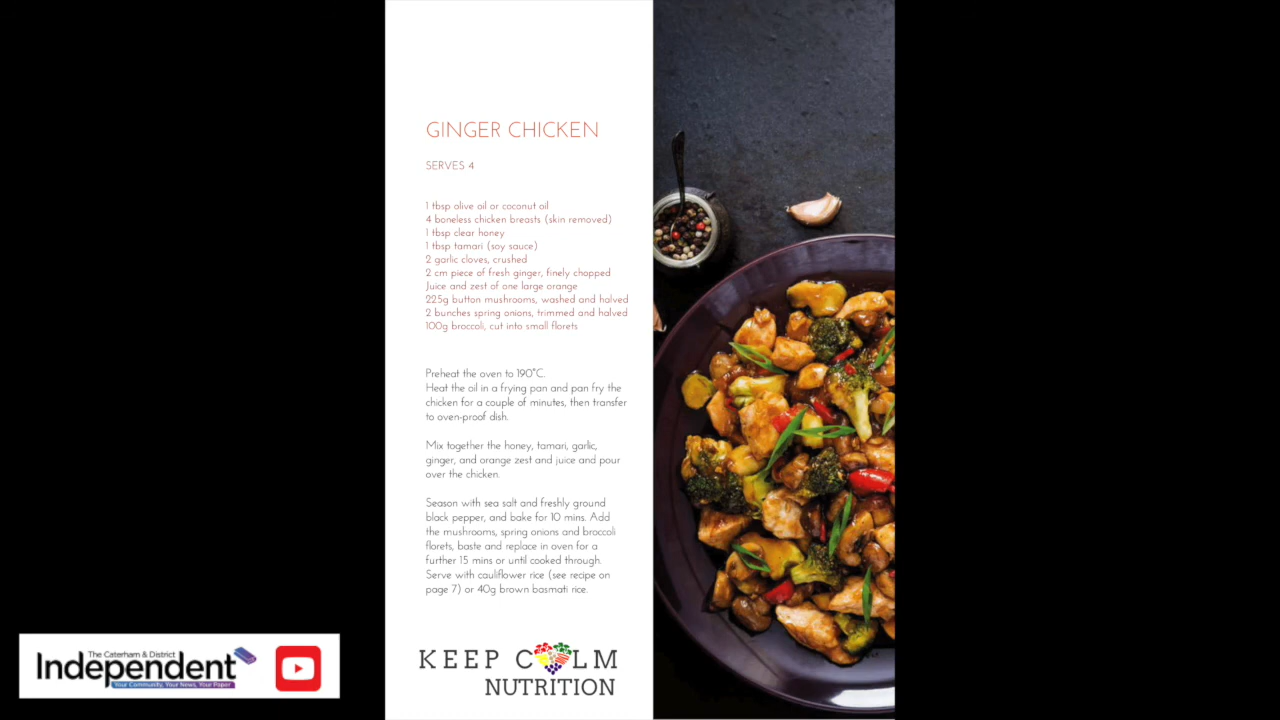 GINGER CHICKEN
SERVES 4
1 tbsp olive oil or coconut oil
4 boneless chicken breasts (skin removed)
1 tbsp clear honey
1 tbsp tamari (soy sauce)
2 garlic cloves, crushed
2 cm piece of fresh ginger, finely chopped
Juice and zest of one large orange
225g button mushrooms, washed and halved
2 bunches spring onions, trimmed and halved
100g broccoli, cut into small florets
Preheat the oven to 190°C.
Heat the oil in a frying pan and pan fry the
chicken for a couple of minutes, then transfer
to oven-proof dish.
Mix together the honey, tamari, garlic,
ginger, and orange zest and juice and pour
over the chicken.
Season with sea salt and freshly ground
black pepper, and bake for 10 mins. Add
the mushrooms, spring onions and broccoli
florets, baste and replace in oven for a
further 15 mins or until cooked through.
Serve with cauliflower rice (see recipe on
page 7) or 40g brown basmati rice.
KEEP CALM
NUTRITION
The Caterham & District
Independent
Your Community, Your News, Your Paper